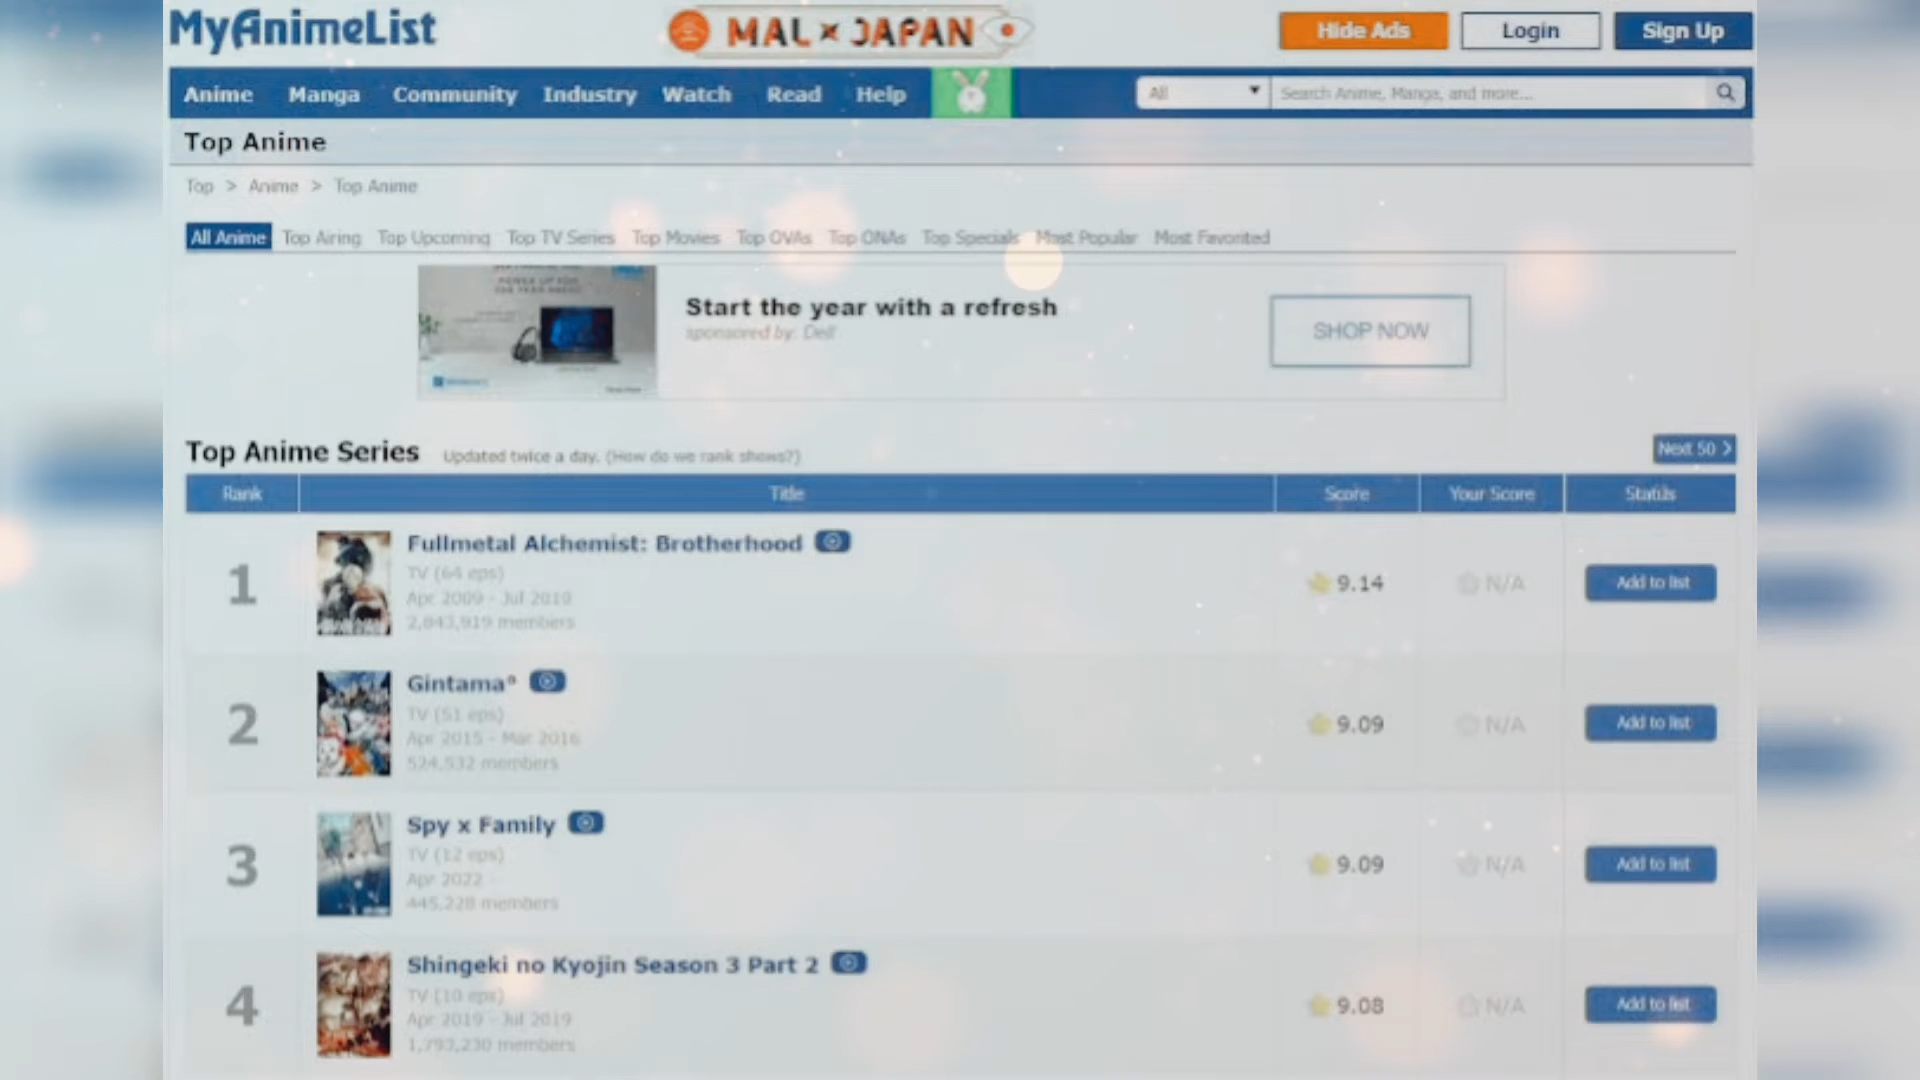 MyAnimeList
MAL x JAPAN
Hide Ads
Login
Sign Up
Anime Manga Community Industry Watch Read Help
All
Search Anime, Manga, and more...
Top Anime
Top > Anime > Top Anime
All Anime Top Airing Top Upcoming Top TV Series Top Movies Top OVAs Top ONAs Top Specials Most Popular Most Favorited
Start the year with a refresh
sponsored by: Dell
SHOP NOW
Top Anime Series Updated twice a day. (How do we rank shows?)
Next 50 >
Rank Title Score Your Score Status
1 Fullmetal Alchemist: Brotherhood 9.14 N/A Add to list
TV (64 eps)
Apr 2009 - Jul 2010
2,843,919 members
2 Gintama° 9.09 N/A Add to list
TV (51 eps)
Apr 2015 - Mar 2016
524,532 members
3 Spy x Family 9.09 N/A Add to list
TV (12 eps)
Apr 2022 -
445,228 members
4 Shingeki no Kyojin Season 3 Part 2 9.08 N/A Add to list
TV (10 eps)
Apr 2019 - Jul 2019
1,793,230 members